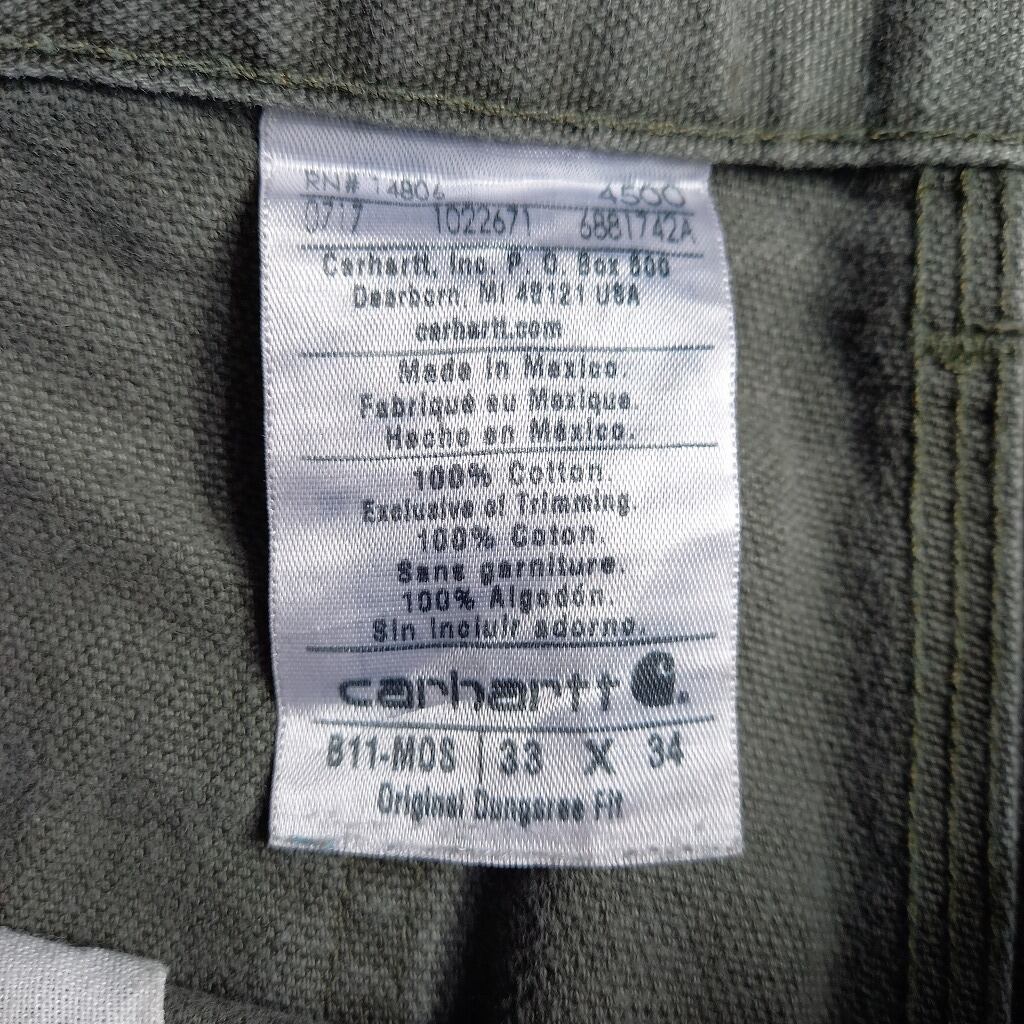 RN# 14806 4500
0717 1022671 6881742A
Carhartt, Inc. P. O. Box 600
Dearborn, MI 48121 USA
carhartt.com
Made in Mexico.
Fabriqué au Mexique.
Hecho en México.
100% Cotton.
Exclusive of Trimming.
100% Coton.
Sans garniture.
100% Algodón.
Sin incluir adorno.
carhartt
B11-MOS 33 X 34
Original Dungaree Fit